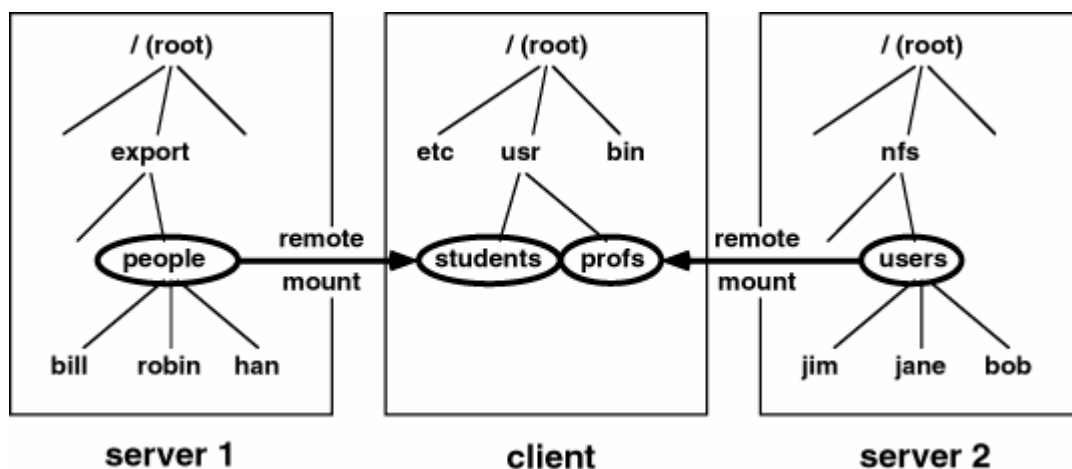 / (root)
/ (root)
/ (root)
export
etc
usr
bin
nfs
people
remote
mount
students
profs
remote
mount
users
bill
robin
han
jim
jane
bob
server 1
client
server 2